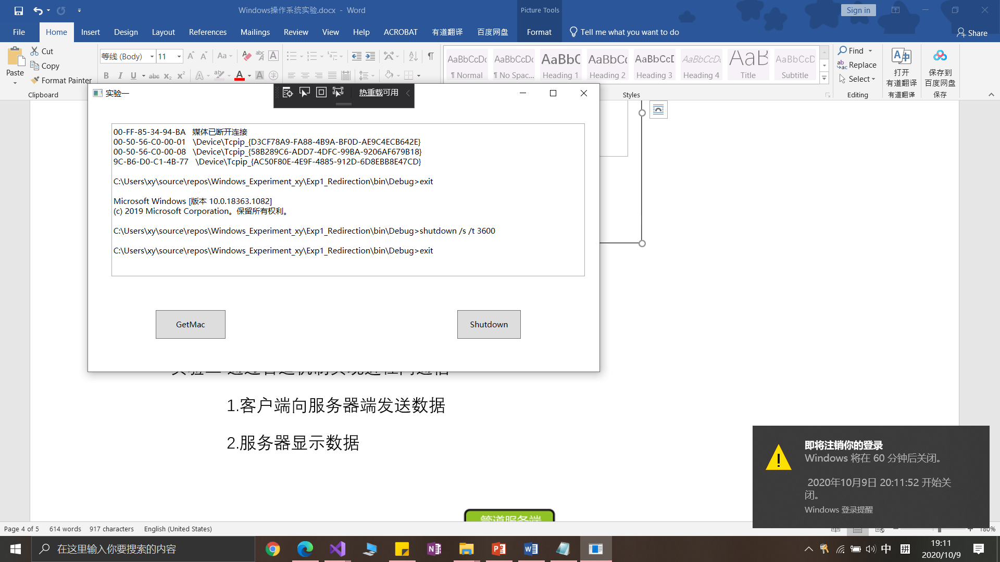 Windows操作系统实验.docx - Word
Picture Tools
Sign in
File
Home
Insert
Design
Layout
References
Mailings
Review
View
Help
ACROBAT
有道翻译
百度网盘
Format
Tell me what you want to do
Share
Paste
Cut
Copy
Format Painter
Clipboard
等线 (Body)
11
Aa
B I U abc X₂ X²
A
AaBbCcDc
¶ Normal
AaBbCcDc
¶ No Spac...
AaBbC
Heading 1
AaBbCc
Heading 2
AaBbCcD
Heading 3
AaBbCcDc
Heading 4
AaB
Title
AaBbCcD
Subtitle
Styles
Find
Replace
Select
Editing
打开
有道翻译
有道翻译
保存到
百度网盘
保存
实验一
热重载可用
00-FF-85-34-94-BA 媒体已断开连接
00-50-56-C0-00-01 \Device\Tcpip_{D3CF78A9-FA88-4B9A-BF0D-AE9C4ECB642E}
00-50-56-C0-00-08 \Device\Tcpip_{58B289C6-ADD7-4DFC-99BA-9206AF679B18}
9C-B6-D0-C1-4B-77 \Device\Tcpip_{AC50F80E-4E9F-4885-912D-6D8EBB8E47CD}
C:\Users\xy\source\repos\Windows_Experiment_xy\Exp1_Redirection\bin\Debug>exit
Microsoft Windows [版本 10.0.18363.1082]
(c) 2019 Microsoft Corporation。保留所有权利。
C:\Users\xy\source\repos\Windows_Experiment_xy\Exp1_Redirection\bin\Debug>shutdown /s /t 3600
C:\Users\xy\source\repos\Windows_Experiment_xy\Exp1_Redirection\bin\Debug>exit
GetMac
Shutdown
1.客户端向服务器端发送数据
2.服务器显示数据
管道服务端
即将注销你的登录
Windows 将在 60 分钟后关闭。
2020年10月9日 20:11:52 开始关
闭。
Windows 登录提醒
Page 4 of 5
614 words
917 characters
English (United States)
180%
在这里输入你要搜索的内容
中
拼
19:11
2020/10/9